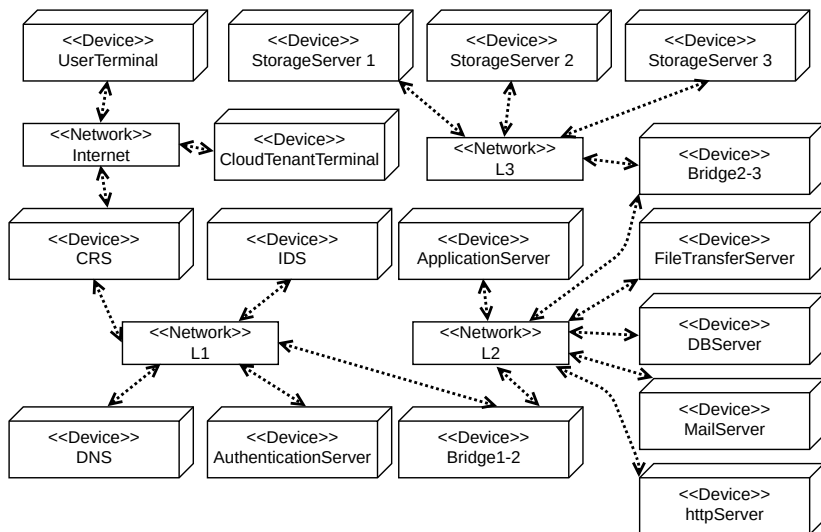 <<Device>>
UserTerminal
<<Device>>
StorageServer 1
<<Device>>
StorageServer 2
<<Device>>
StorageServer 3
<<Network>>
Internet
<<Device>>
CloudTenantTerminal
<<Network>>
L3
<<Device>>
Bridge2-3
<<Device>>
CRS
<<Device>>
IDS
<<Device>>
ApplicationServer
<<Device>>
FileTransferServer
<<Network>>
L1
<<Network>>
L2
<<Device>>
DBServer
<<Device>>
DNS
<<Device>>
AuthenticationServer
<<Device>>
Bridge1-2
<<Device>>
MailServer
<<Device>>
httpServer